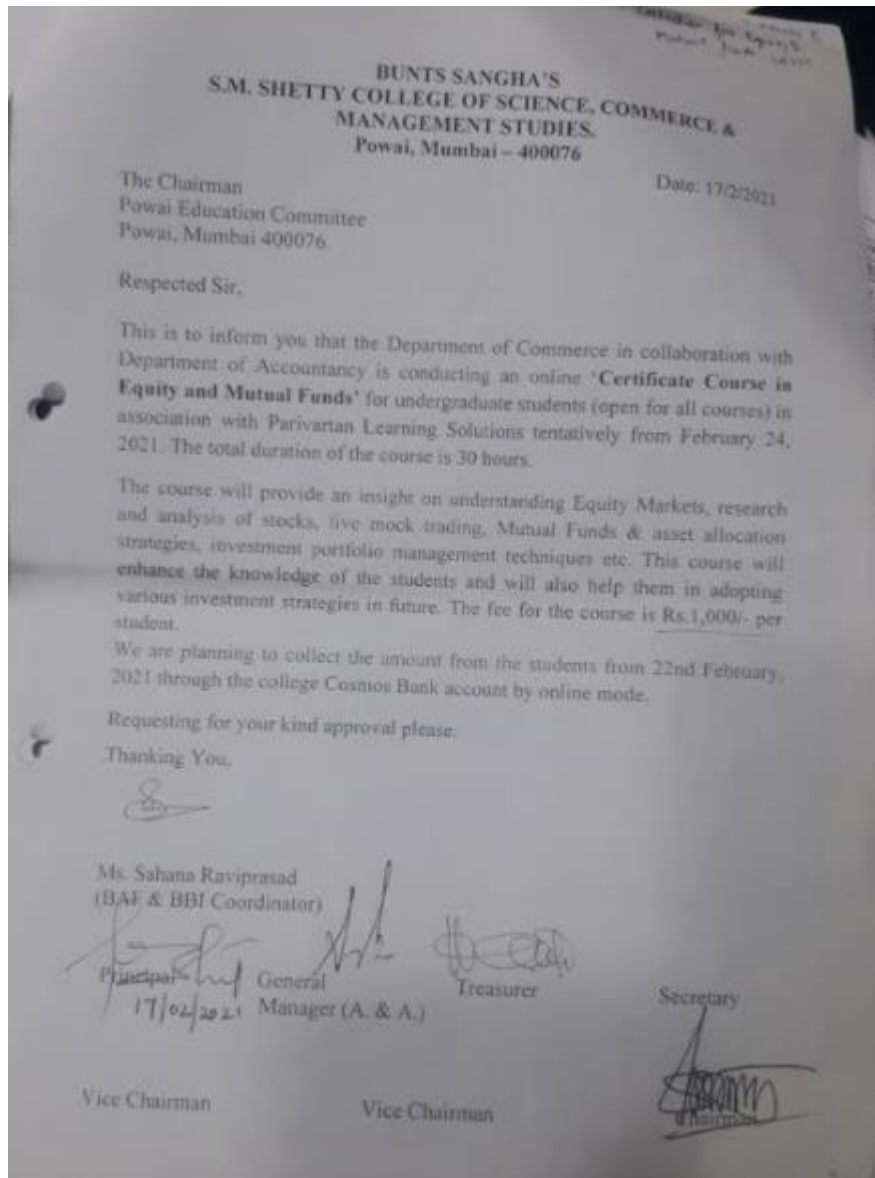 Mutual Funds
BUNTS SANGHA'S
S.M. SHETTY COLLEGE OF SCIENCE, COMMERCE &
MANAGEMENT STUDIES.
Powai, Mumbai – 400076
Date: 17/2/2021
The Chairman
Powai Education Committee
Powai, Mumbai 400076
Respected Sir,
This is to inform you that the Department of Commerce in collaboration with
Department of Accountancy is conducting an online 'Certificate Course in
Equity and Mutual Funds' for undergraduate students (open for all courses) in
association with Parivartan Learning Solutions tentatively from February 24,
2021. The total duration of the course is 30 hours.
The course will provide an insight on understanding Equity Markets, research
and analysis of stocks, live mock trading, Mutual Funds & asset allocation
strategies, investment portfolio management techniques etc. This course will
enhance the knowledge of the students and will also help them in adopting
various investment strategies in future. The fee for the course is Rs.1,000/- per
student.
We are planning to collect the amount from the students from 22nd February,
2021 through the college Cosmos Bank account by online mode.
Requesting for your kind approval please.
Thanking You,
Ms. Sahana Raviprasad
(BAF & BBI Coordinator)
Principal
General
Manager (A. & A.)
Treasurer
Secretary
17/02/2021
Vice Chairman
Vice Chairman
Chairman